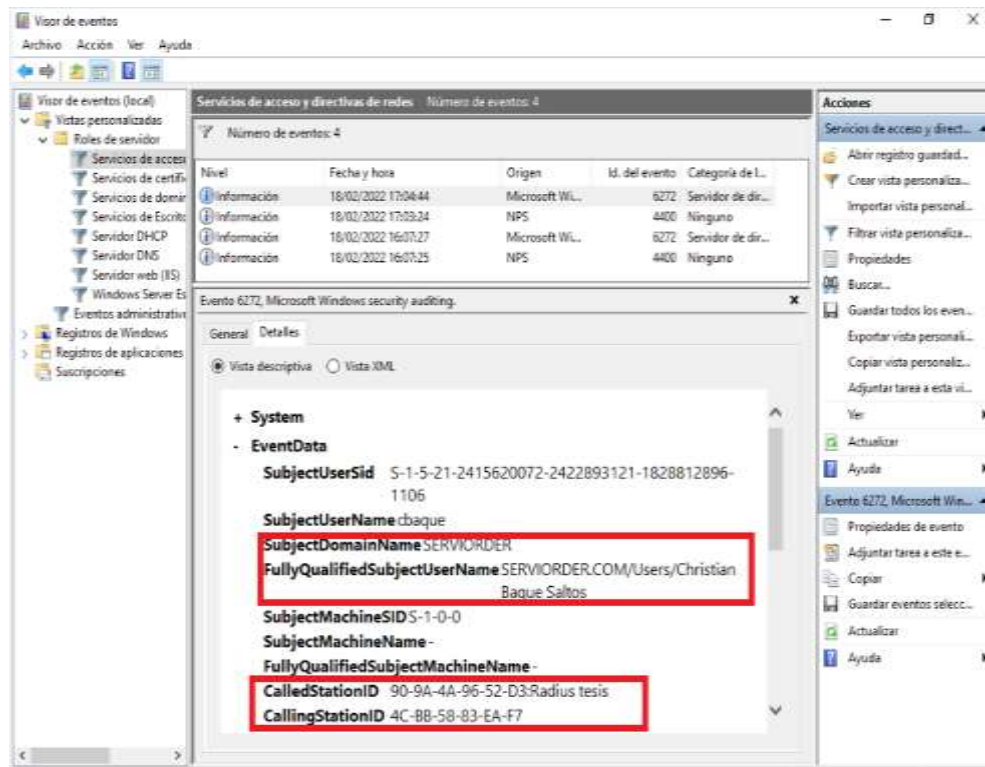 Visor de eventos
Archivo Acción Ver Ayuda
Visor de eventos (local)
Vistas personalizadas
Roles de servidor
Servicios de acces
Servicios de certifi
Servicios de domir
Servicios de Escrito
Servidor DHCP
Servidor DNS
Servidor web (IIS)
Windows Server Es
Eventos administrativ
Registros de Windows
Registros de aplicaciones
Suscripciones
Servicios de acceso y directivas de redes Número de eventos: 4
Número de eventos: 4
Nivel Fecha y hora Origen Id. del evento Categoría de l...
Información 18/02/2022 17:04:44 Microsoft Wi... 6272 Servidor de dir...
Información 18/02/2022 17:03:24 NPS 4400 Ninguno
Información 18/02/2022 16:07:27 Microsoft Wi... 6272 Servidor de dir...
Información 18/02/2022 16:07:25 NPS 4400 Ninguno
Evento 6272, Microsoft Windows security auditing.
General Detalles
Vista descriptiva Vista XML
+ System
- EventData
SubjectUserSid S-1-5-21-2415620072-2422893121-1828812896-
1106
SubjectUserName cbaque
SubjectDomainName SERVIORDER
FullyQualifiedSubjectUserName SERVIORDER.COM/Users/Christian
Baque Saltos
SubjectMachineSID S-1-0-0
SubjectMachineName -
FullyQualifiedSubjectMachineName -
CalledStationID 90-9A-4A-96-52-D3:Radius tesis
CallingStationID 4C-BB-58-83-EA-F7
Acciones
Servicios de acceso y direct...
Abrir registro guardad...
Crear vista personaliza...
Importar vista personal...
Filtrar vista personaliza...
Propiedades
Buscar...
Guardar todos los even...
Exportar vista personali...
Copiar vista personaliz...
Adjuntar tarea a esta vi...
Ver
Actualizar
Ayuda
Evento 6272, Microsoft Win...
Propiedades de evento
Adjuntar tarea a este e...
Copiar
Guardar eventos selecc...
Actualizar
Ayuda